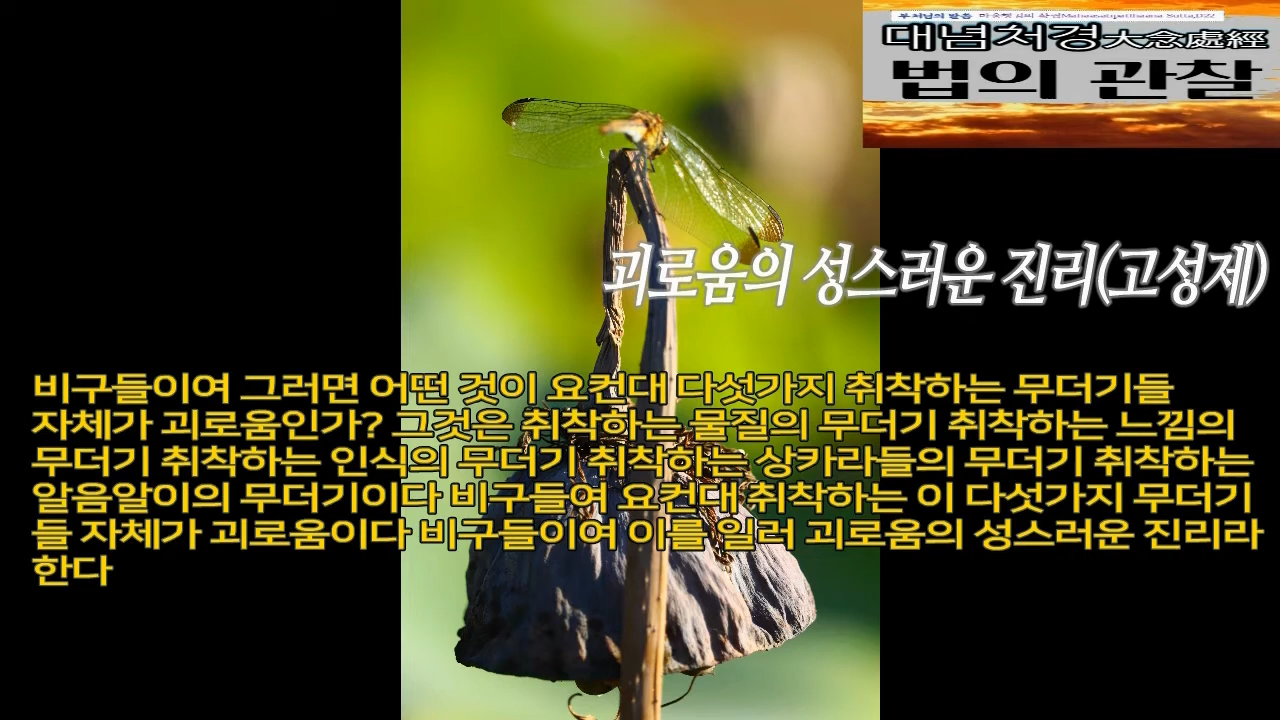 부처님의 말씀
대념처경大念處經
법의 관찰
괴로움의 성스러운 진리(고성제)
비구들이여 그러면 어떤 것이 요컨대 다섯가지 취착하는 무더기들
자체가 괴로움인가? 그것은 취착하는 물질의 무더기 취착하는 느낌의
무더기 취착하는 인식의 무더기 취착하는 상카라들의 무더기 취착하는
알음알이의 무더기이다 비구들여 요컨대 취착하는 이 다섯가지 무더기
들 자체가 괴로움이다 비구들이여 이를 일러 괴로움의 성스러운 진리라
한다